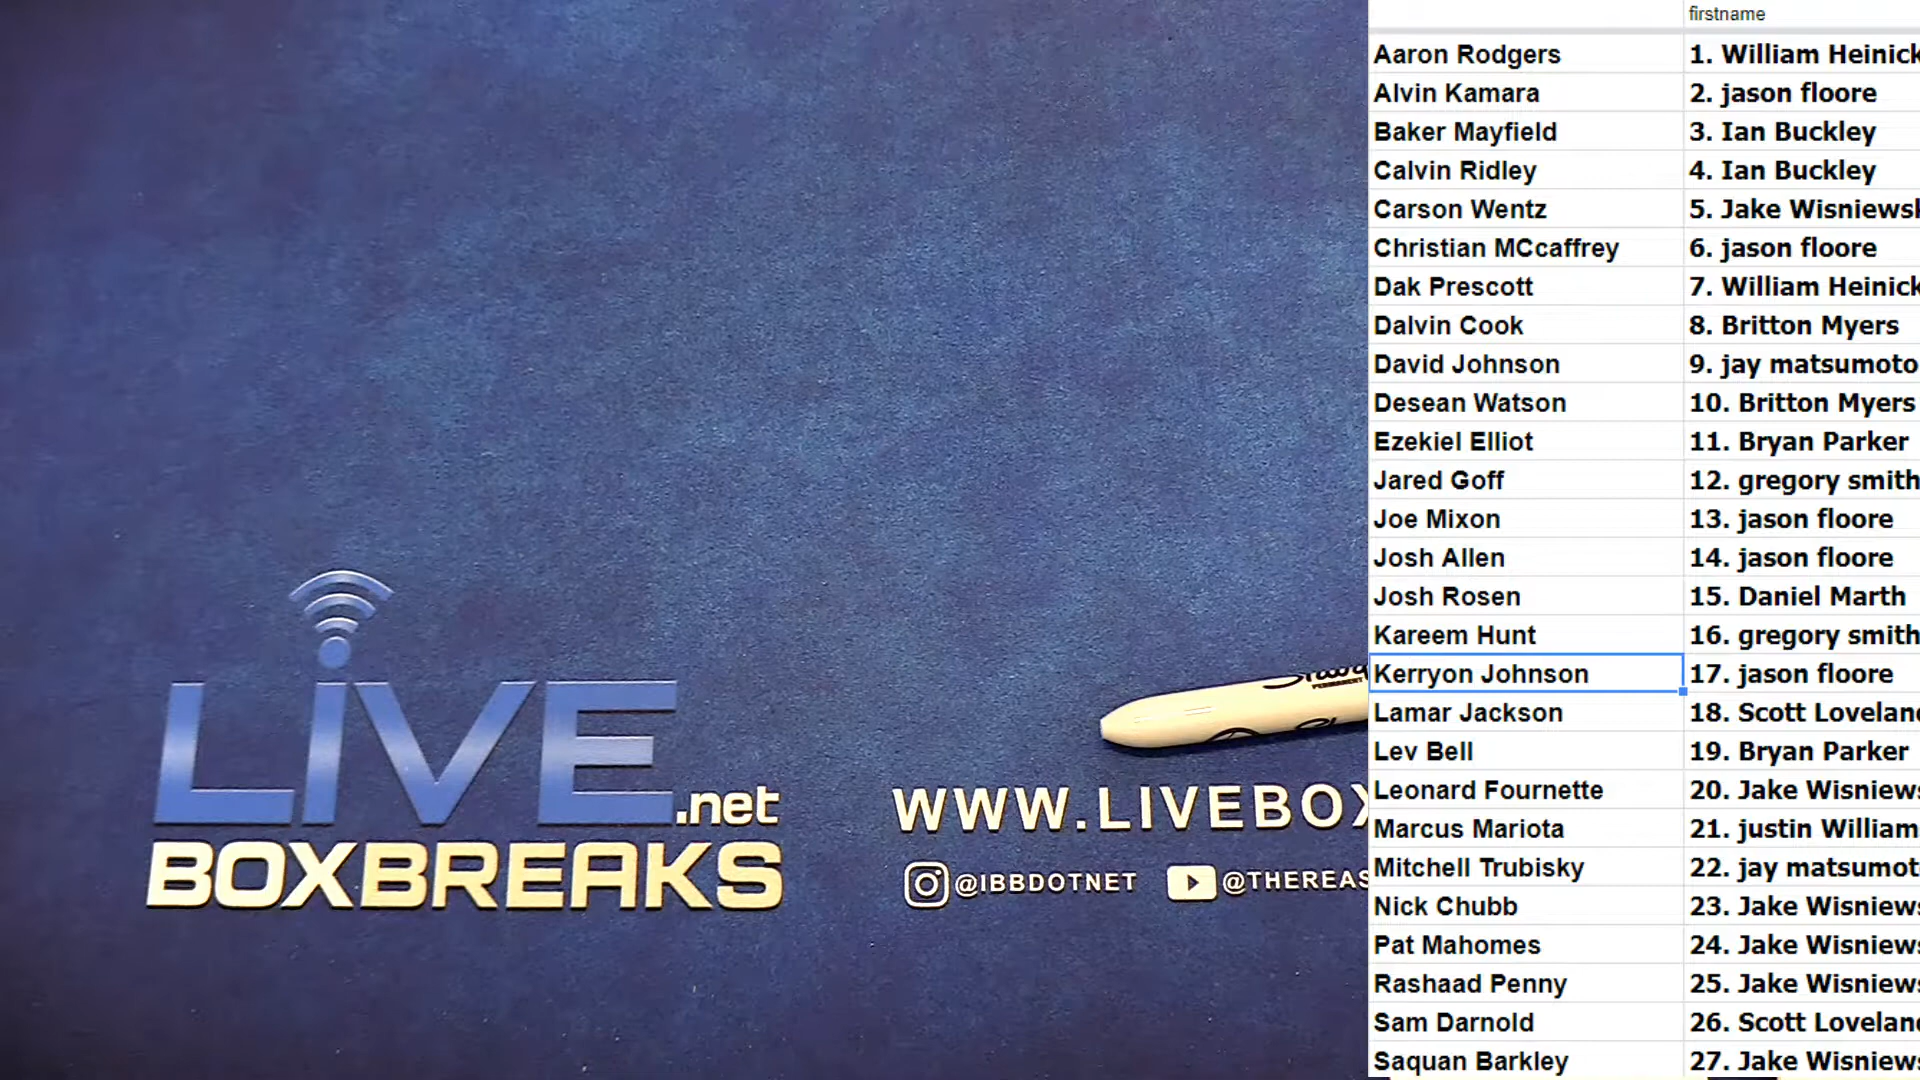 firstname
Aaron Rodgers 1. William Heinick
Alvin Kamara 2. jason floore
Baker Mayfield 3. Ian Buckley
Calvin Ridley 4. Ian Buckley
Carson Wentz 5. Jake Wisniewsk
Christian MCcaffrey 6. jason floore
Dak Prescott 7. William Heinick
Dalvin Cook 8. Britton Myers
David Johnson 9. jay matsumoto
Desean Watson 10. Britton Myers
Ezekiel Elliot 11. Bryan Parker
Jared Goff 12. gregory smith
Joe Mixon 13. jason floore
Josh Allen 14. jason floore
Josh Rosen 15. Daniel Marth
Kareem Hunt 16. gregory smith
Kerryon Johnson 17. jason floore
Lamar Jackson 18. Scott Loveland
Lev Bell 19. Bryan Parker
Leonard Fournette 20. Jake Wisniews
Marcus Mariota 21. justin William
Mitchell Trubisky 22. jay matsumot
Nick Chubb 23. Jake Wisniews
Pat Mahomes 24. Jake Wisniews
Rashaad Penny 25. Jake Wisniews
Sam Darnold 26. Scott Loveland
Saquan Barkley 27. Jake Wisniews
LIVE.net
BOXBREAKS
WWW.LIVEBOX
@IBBDOTNET @THEREAS